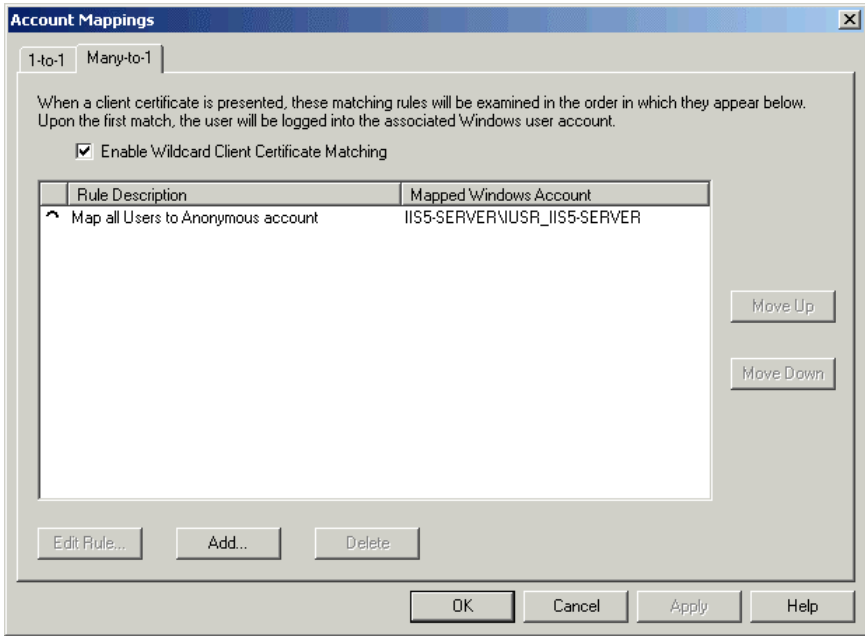 Account Mappings
1-to-1 Many-to-1
When a client certificate is presented, these matching rules will be examined in the order in which they appear below.
Upon the first match, the user will be logged into the associated Windows user account.
Enable Wildcard Client Certificate Matching
Rule Description Mapped Windows Account
Map all Users to Anonymous account IIS5-SERVER\IUSR_IIS5-SERVER
Move Up
Move Down
Edit Rule... Add... Delete
OK Cancel Apply Help